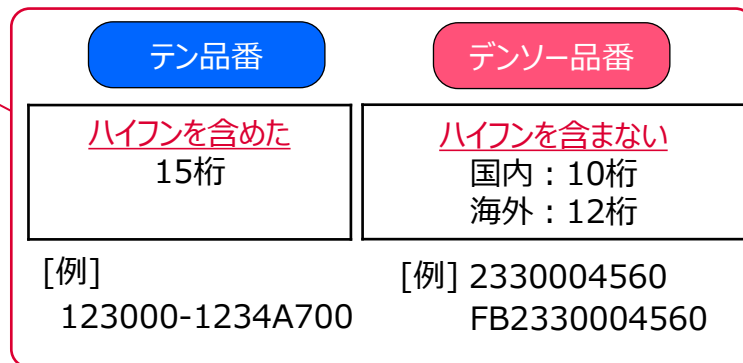 テン品番
デンソー品番
ハイフンを含めた
15桁
ハイフンを含まない
国内：10桁
海外：12桁
[例]
123000-1234A700
[例] 2330004560
FB2330004560